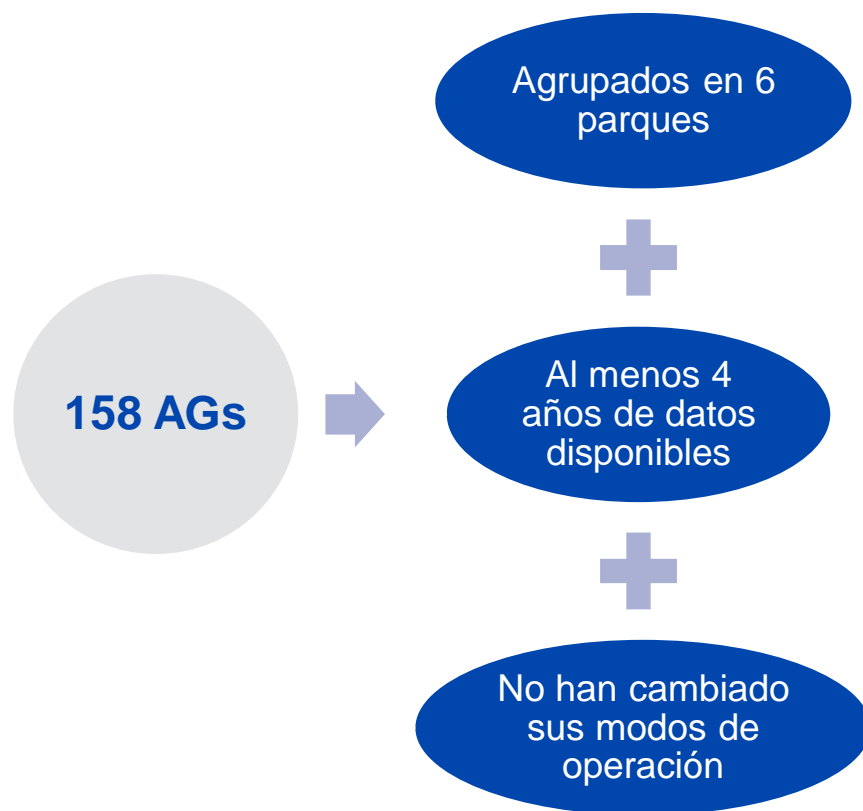 Agrupados en 6
parques
158 AGs
Al menos 4
años de datos
disponibles
No han cambiado
sus modos de
operación